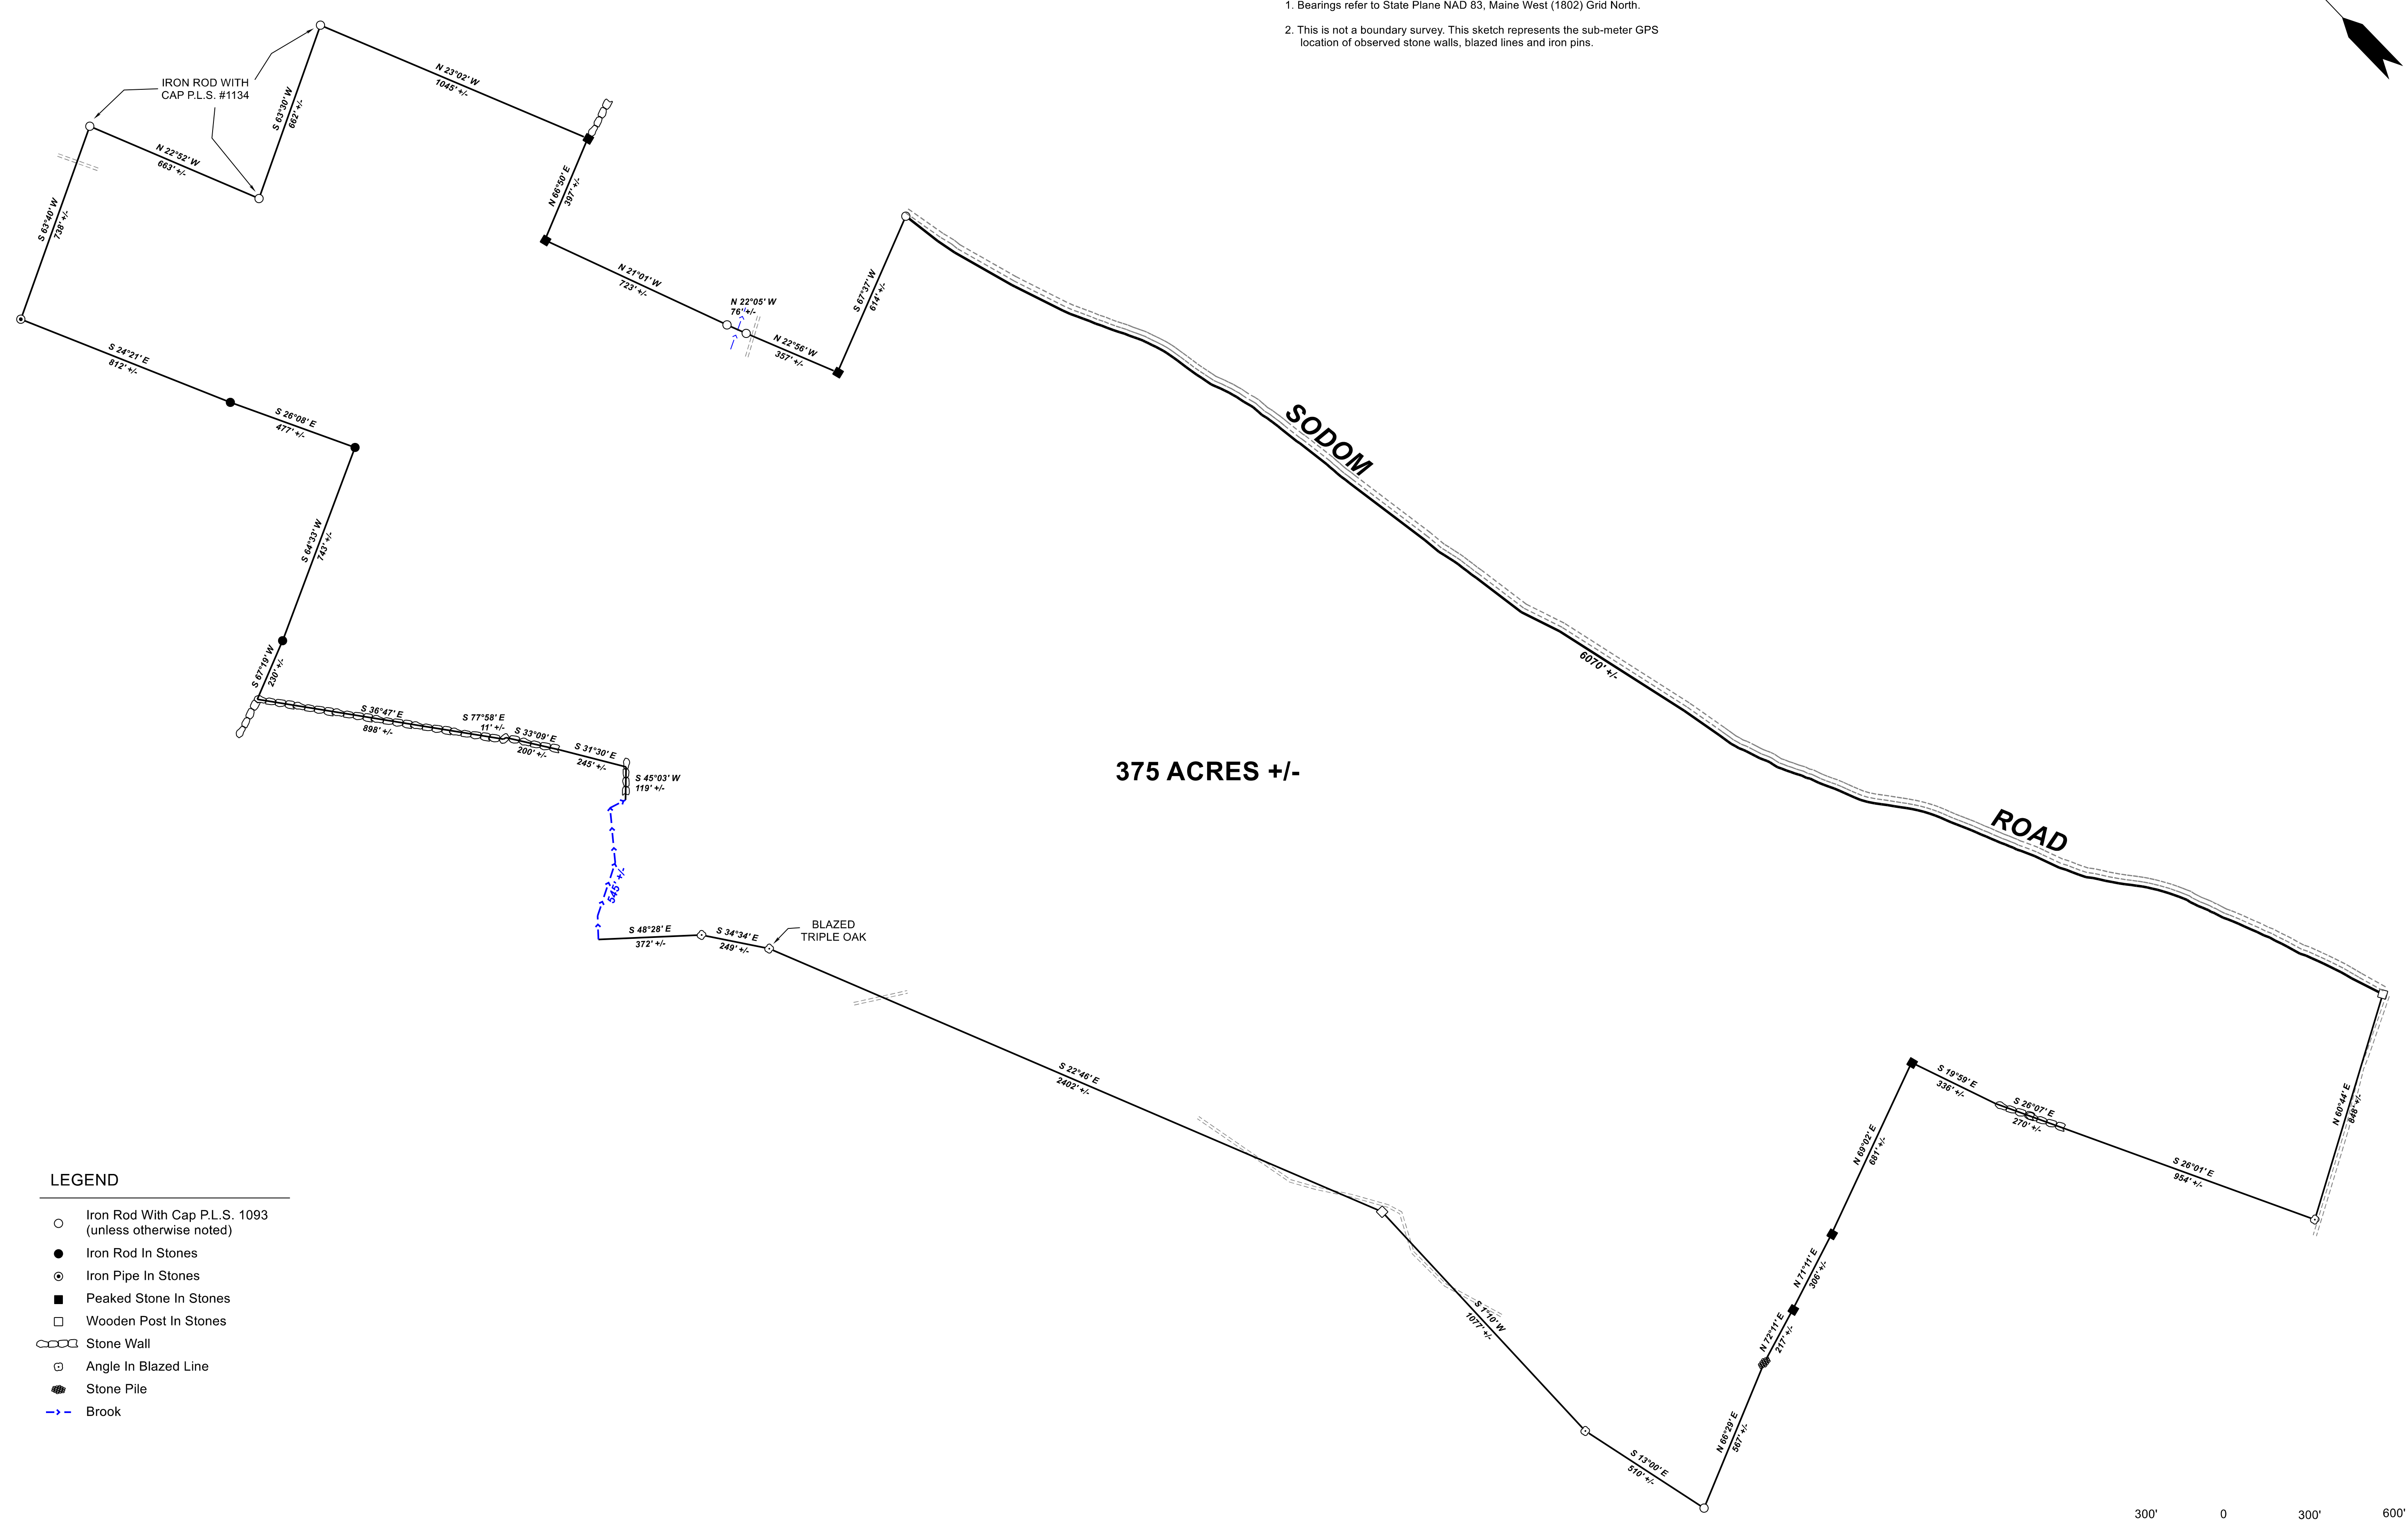 1. Bearings refer to State Plane NAD 83, Maine West (1802) Grid North.
2. This is not a boundary survey. This sketch represents the sub-meter GPS
location of observed stone walls, blazed lines and iron pins.
IRON ROD WITH
CAP P.L.S. #1134
N 23°02' W
1045' +/-
S 63°30' W
662' +/-
N 22°52' W
663' +/-
S 63°40' W
738' +/-
N 66°50' E
397' +/-
N 21°01' W
723' +/-
N 22°05' W
76' +/-
N 22°56' W
357' +/-
S 67°37' W
614' +/-
S 24°21' E
812' +/-
S 26°08' E
477' +/-
SODOM
S 64°33' W
743' +/-
6070' +/-
S 67°19' W
230' +/-
S 36°47' E
898' +/-
S 77°58' E
11' +/-
S 33°09' E
200' +/-
S 31°30' E
245' +/-
S 45°03' W
119' +/-
375 ACRES +/-
ROAD
545' +/-
S 48°28' E
372' +/-
S 34°34' E
249' +/-
BLAZED
TRIPLE OAK
S 22°46' E
2402' +/-
S 19°59' E
336' +/-
S 26°07' E
270' +/-
N 60°44' E
848' +/-
N 69°02' E
681' +/-
S 26°01' E
954' +/-
N 71°11' E
306' +/-
N 72°11' E
217' +/-
S 1°10' W
1077' +/-
N 66°29' E
567' +/-
S 13°00' E
510' +/-
LEGEND
Iron Rod With Cap P.L.S. 1093
(unless otherwise noted)
Iron Rod In Stones
Iron Pipe In Stones
Peaked Stone In Stones
Wooden Post In Stones
Stone Wall
Angle In Blazed Line
Stone Pile
Brook
300' 0 300' 600'